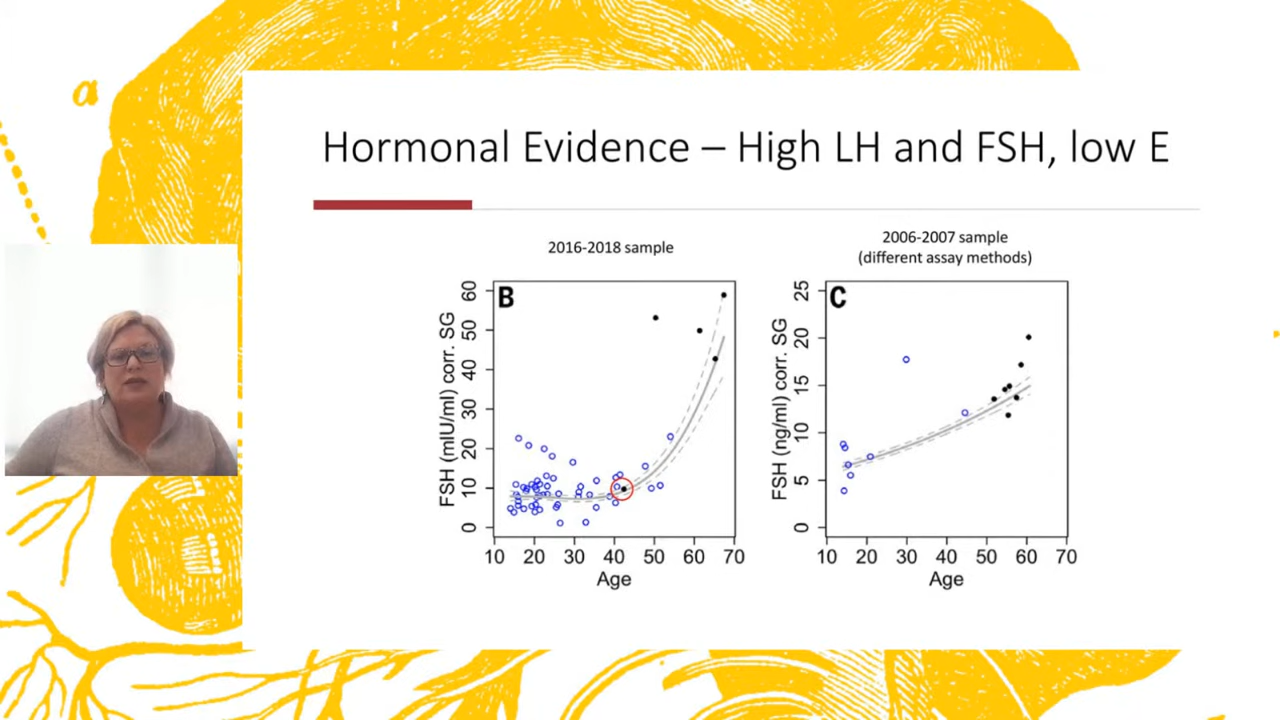 a
Hormonal Evidence – High LH and FSH, low E
2016-2018 sample
2006-2007 sample
(different assay methods)
B
FSH (mIU/ml) corr. SG
60
50
40
30
20
10
0
10 20 30 40 50 60 70
Age
C
FSH (ng/ml) corr. SG
25
20
15
10
5
0
10 20 30 40 50 60 70
Age